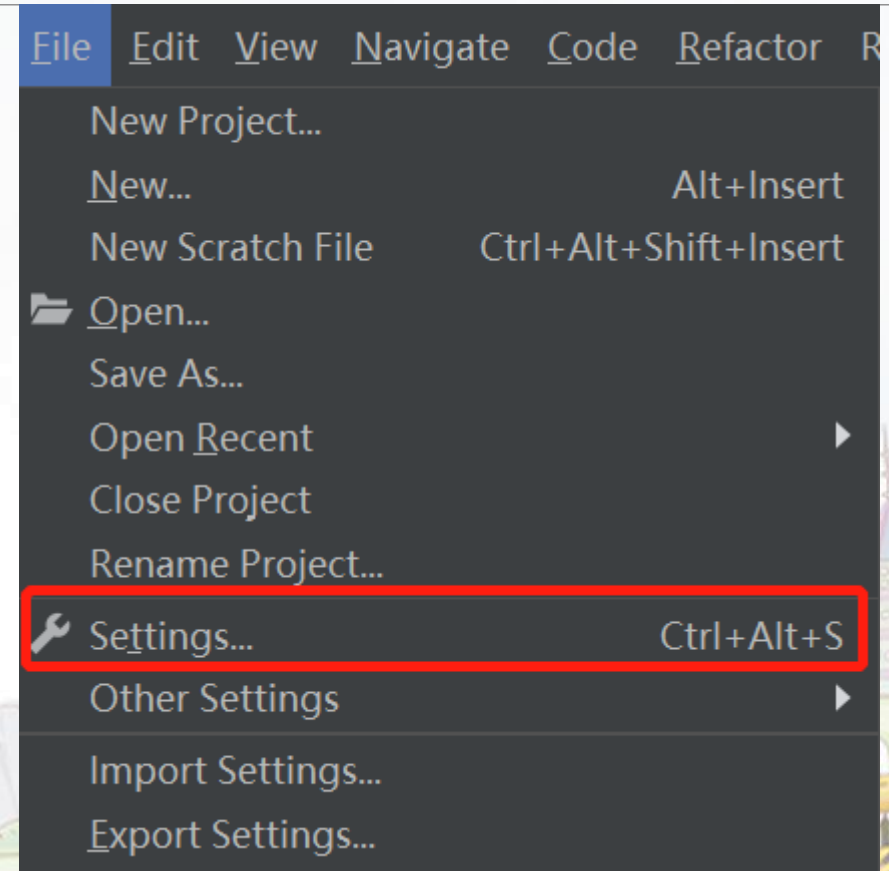 File Edit View Navigate Code Refactor R
New Project...
New... Alt+Insert
New Scratch File Ctrl+Alt+Shift+Insert
Open...
Save As...
Open Recent
Close Project
Rename Project...
Settings... Ctrl+Alt+S
Other Settings
Import Settings...
Export Settings...